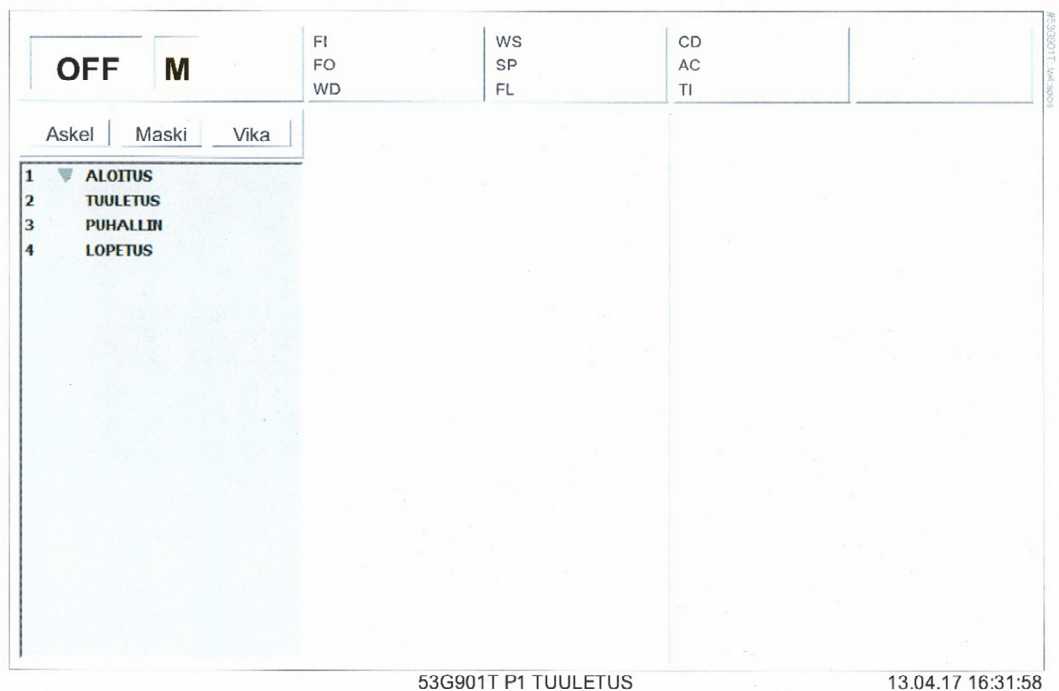 OFF M
FI
FO
WD
WS
SP
FL
CD
AC
TI
Askel Maski Vika
1 ALOITUS
2 TUULETUS
3 PUHALLIN
4 LOPETUS
53G901T P1 TUULETUS
13.04.17 16:31:58